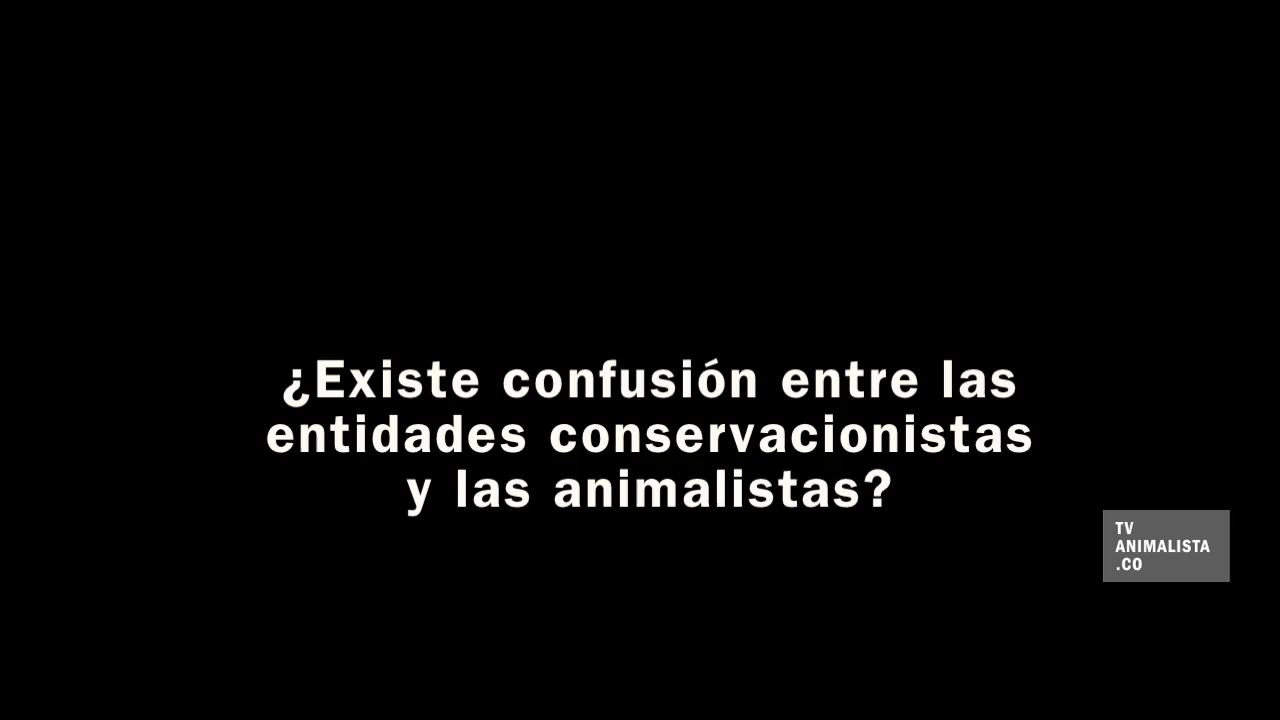 ¿Existe confusión entre las
entidades conservacionistas
y las animalistas?
TV
ANIMALISTA
.CO